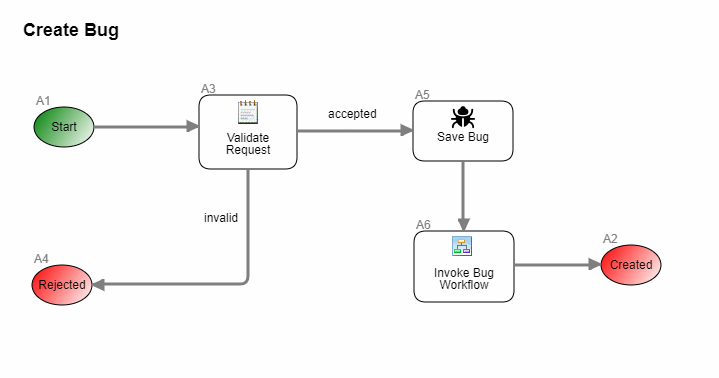 Create Bug
A1
Start
A3
Validate
Request
accepted
A5
Save Bug
invalid
A4
Rejected
A6
Invoke Bug
Workflow
A2
Created